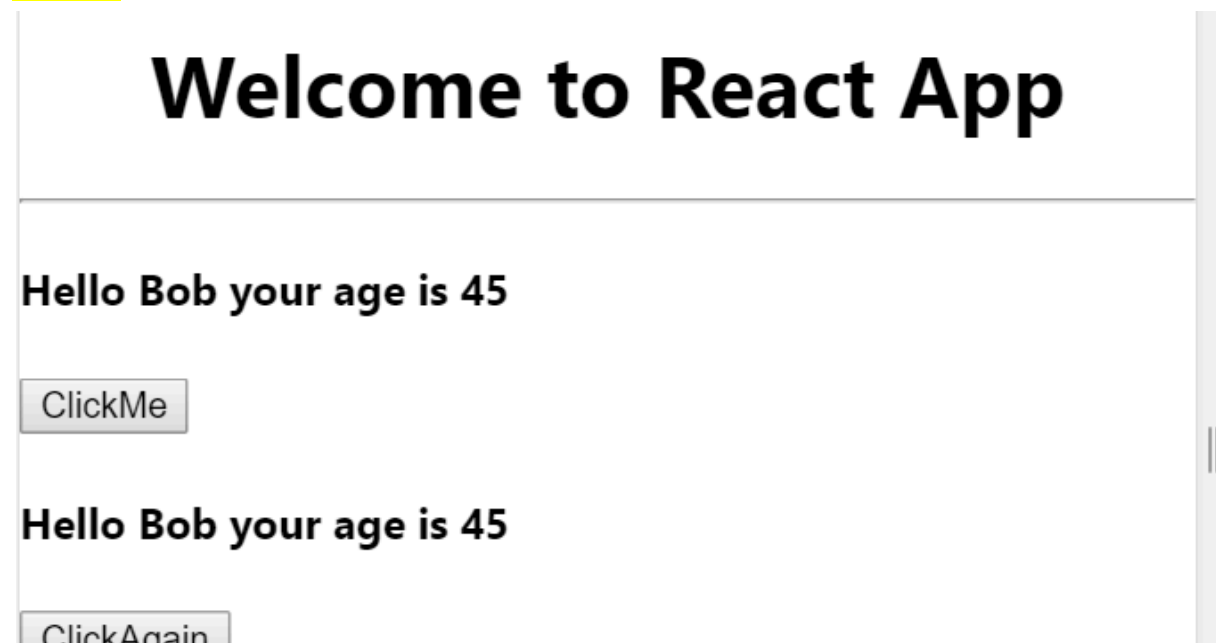 Welcome to React App
Hello Bob your age is 45
ClickMe
Hello Bob your age is 45
ClickAgain